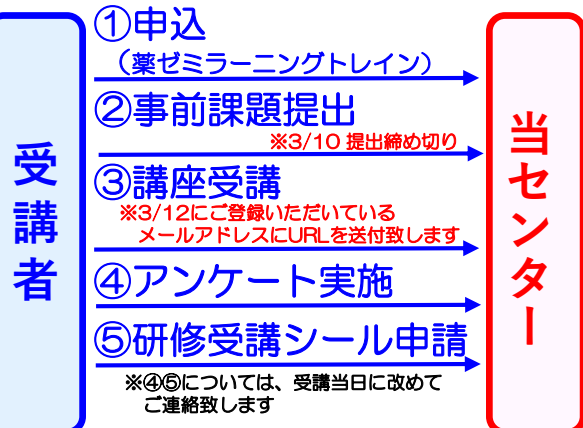 受講者
①申込
（薬ゼミラーニングトレイン）
②事前課題提出
※3/10 提出締め切り
③講座受講
※3/12にご登録いただいている
メールアドレスにURLを送付致します
④アンケート実施
⑤研修受講シール申請
※④⑤については、受講当日に改めて
ご連絡致します
当センター